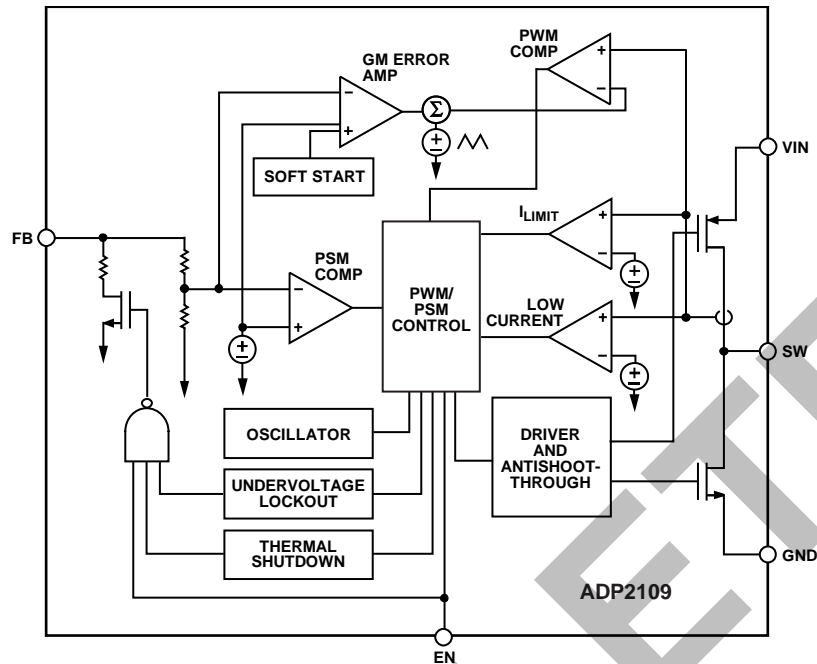 PWM
COMP
GM ERROR
AMP
+
−
−
+
Σ
+
−
SOFT START
VIN
FB
I LIMIT
+
−
+
−
PSM
COMP
−
+
PWM/
PSM
CONTROL
LOW
CURRENT
+
−
+
−
+
−
SW
OSCILLATOR
DRIVER
AND
ANTISHOOT-
THROUGH
UNDERVOLTAGE
LOCKOUT
THERMAL
SHUTDOWN
GND
ADP2109
EN